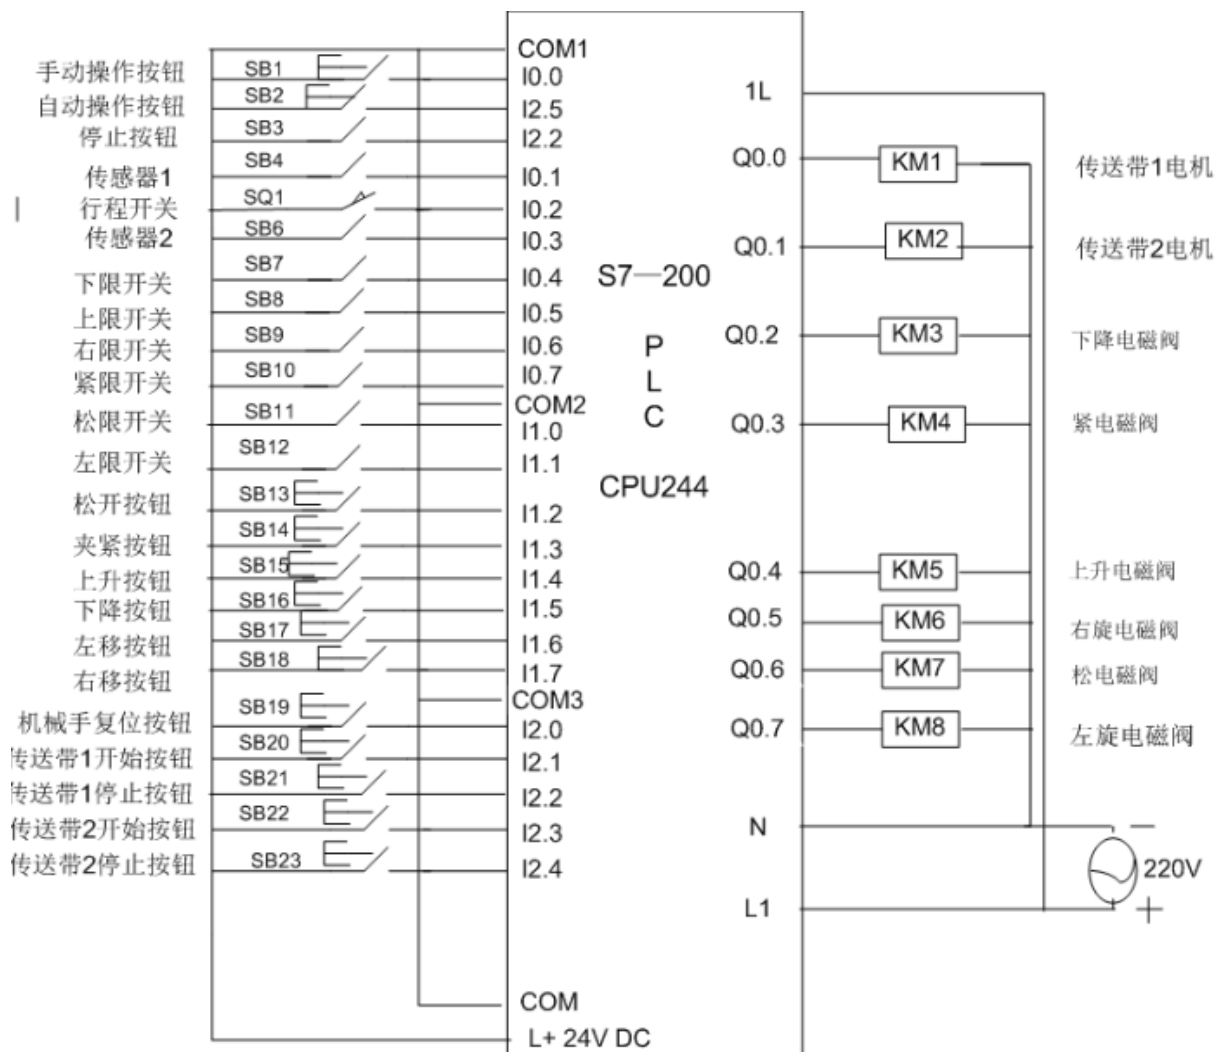 COM1
手动操作按钮 SB1 I0.0
自动操作按钮 SB2 I2.5
停止按钮 SB3 I2.2
传感器1 SB4 I0.1
行程开关 SQ1 I0.2
传感器2 SB6 I0.3
下限开关 SB7 I0.4
上限开关 SB8 I0.5
右限开关 SB9 I0.6
紧限开关 SB10 I0.7
COM2
松限开关 SB11 I1.0
左限开关 SB12 I1.1
松开按钮 SB13 I1.2
夹紧按钮 SB14 I1.3
上升按钮 SB15 I1.4
下降按钮 SB16 I1.5
左移按钮 SB17 I1.6
右移按钮 SB18 I1.7
COM3
机械手复位按钮 SB19 I2.0
传送带1开始按钮 SB20 I2.1
传送带1停止按钮 SB21 I2.2
传送带2开始按钮 SB22 I2.3
传送带2停止按钮 SB23 I2.4
COM
L+ 24V DC
S7—200
P
L
C
CPU244
1L
Q0.0 KM1 传送带1电机
Q0.1 KM2 传送带2电机
Q0.2 KM3 下降电磁阀
Q0.3 KM4 紧电磁阀
Q0.4 KM5 上升电磁阀
Q0.5 KM6 右旋电磁阀
Q0.6 KM7 松电磁阀
Q0.7 KM8 左旋电磁阀
N —
220V
L1 +